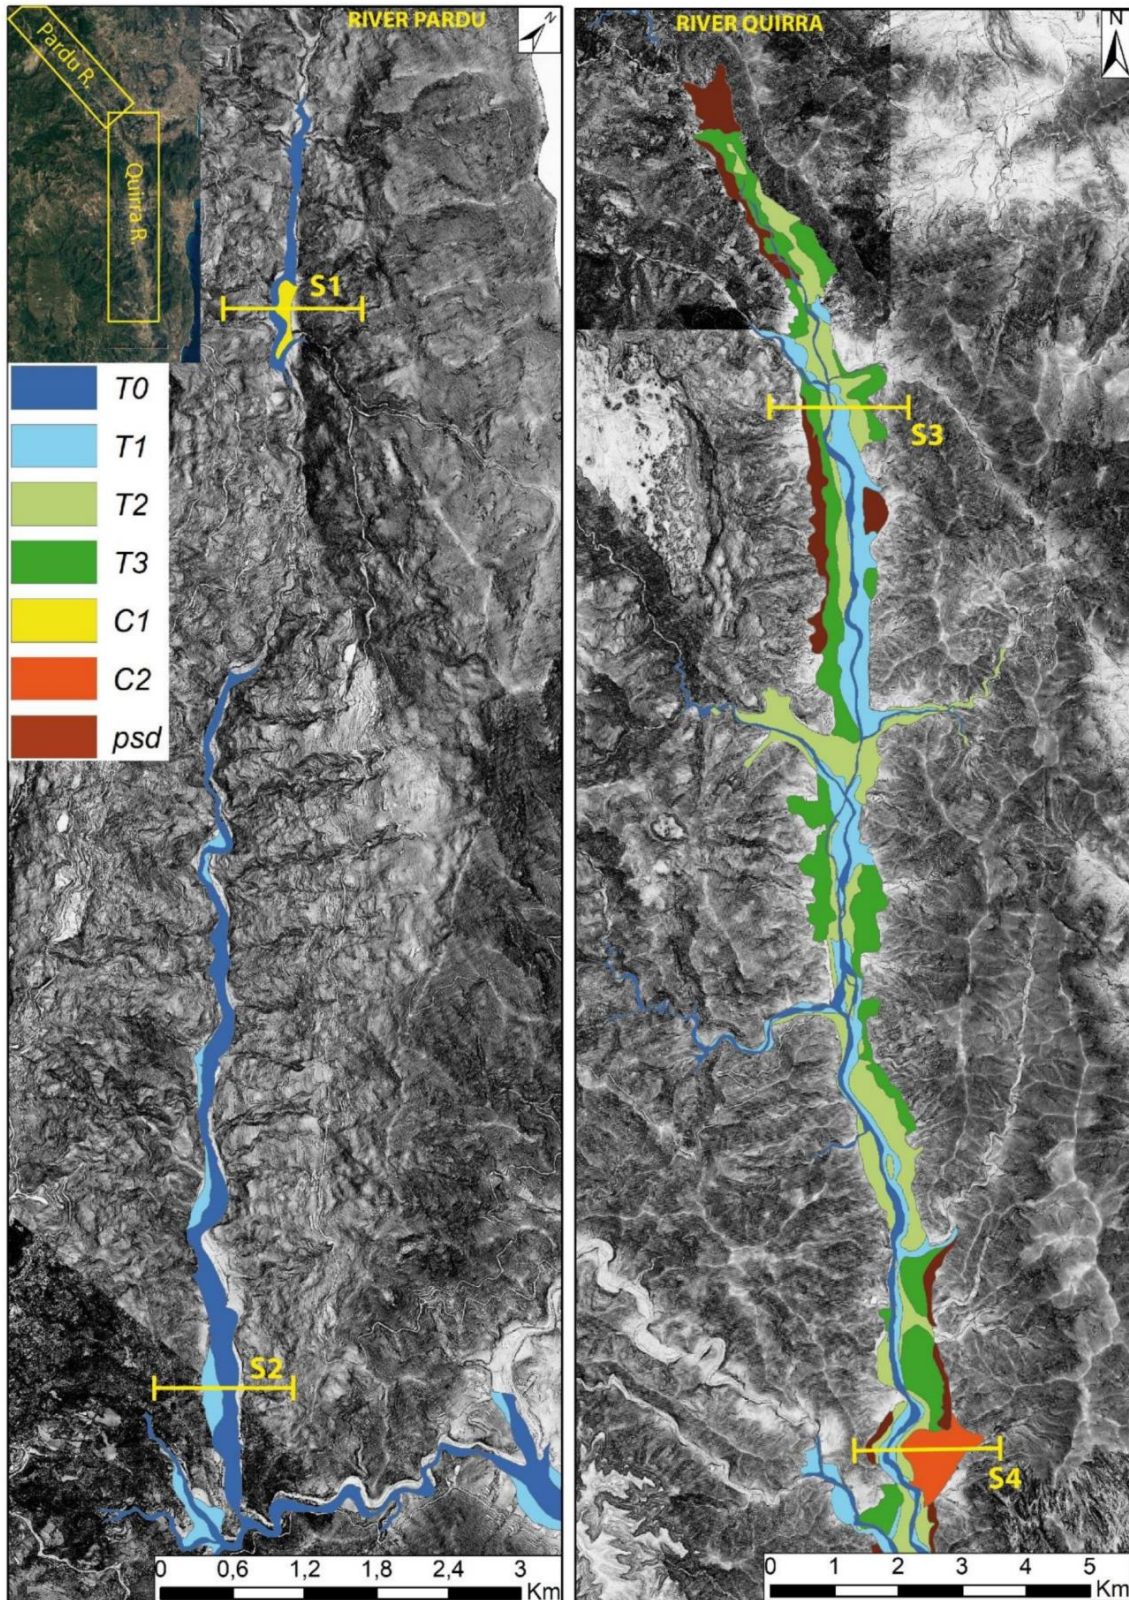 RIVER PARDU
N
Pardu R.
Quirra R.
S1
T0
T1
T2
T3
C1
C2
psd
S2
0 0,6 1,2 1,8 2,4 3
Km
RIVER QUIRRA
N
S3
S4
0 1 2 3 4 5
Km